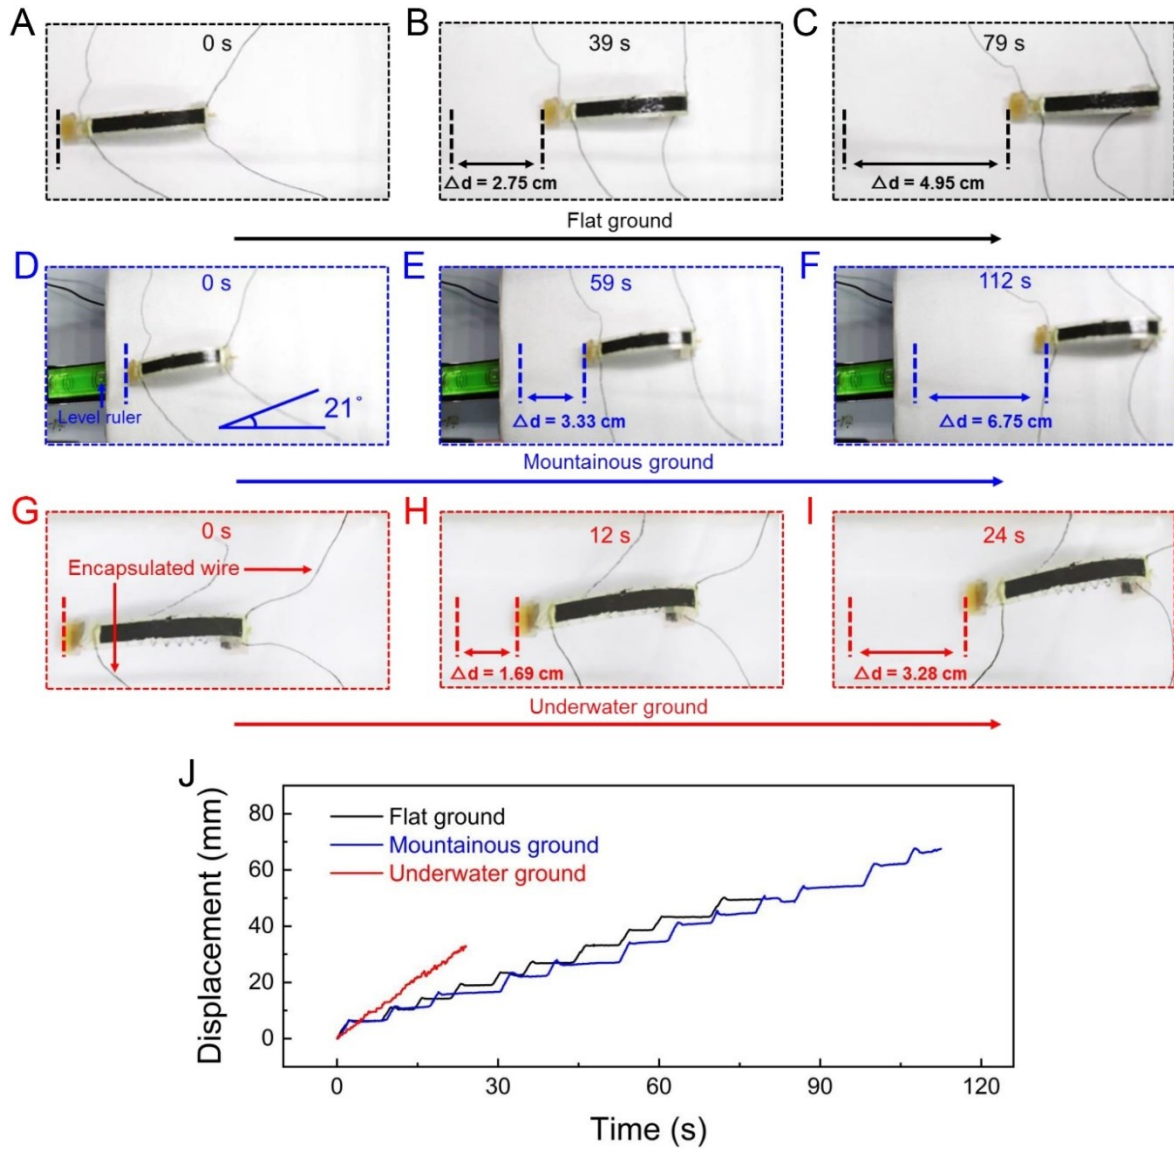 A
0 s
B
39 s
△d = 2.75 cm
C
79 s
△d = 4.95 cm
Flat ground
D
0 s
Level ruler
21°
E
59 s
△d = 3.33 cm
F
112 s
△d = 6.75 cm
Mountainous ground
G
0 s
Encapsulated wire
H
12 s
△d = 1.69 cm
I
24 s
△d = 3.28 cm
Underwater ground
J
Displacement (mm)
80
60
40
20
0
Flat ground
Mountainous ground
Underwater ground
0
30
60
90
120
Time (s)